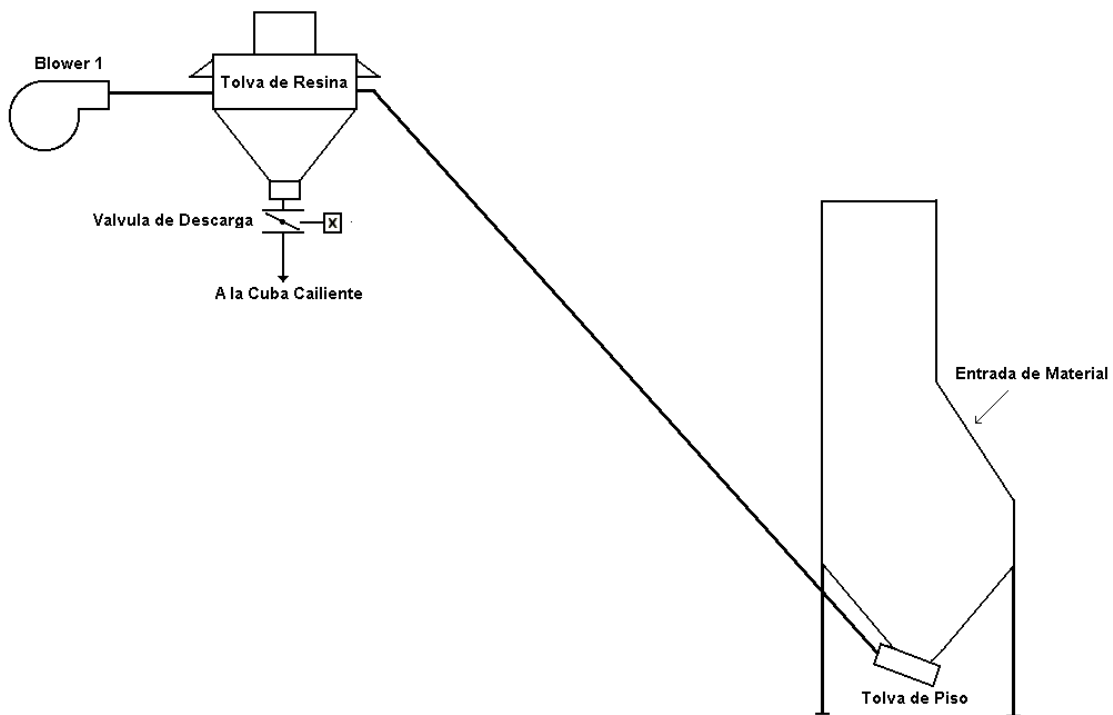 Blower 1
Tolva de Resina
Valvula de Descarga
X
A la Cuba Cailiente
Entrada de Material
Tolva de Piso